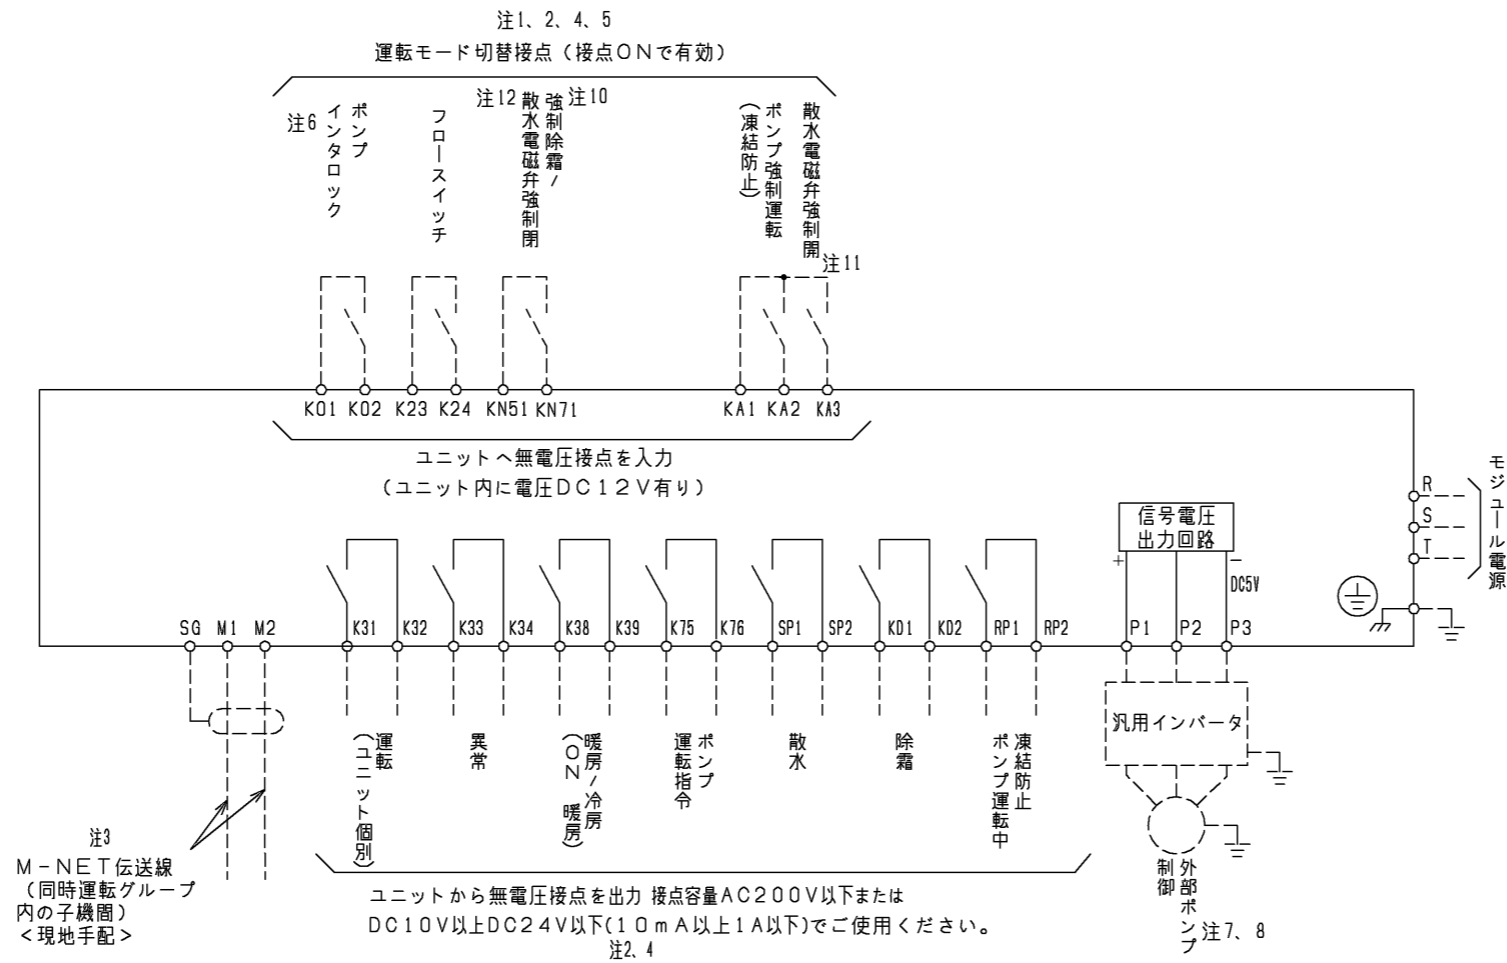 注1、2、4、5
運転モード切替接点（接点ONで有効）
注6
ポンプ
インタロック
フロースイッチ
注12
強制除霜/
散水電磁弁強制閉
注10
ポンプ強制運転
(凍結防止)
散水電磁弁強制開
注11
K01 K02 K23 K24 KN51 KN71 KA1 KA2 KA3
ユニットへ無電圧接点を入力
（ユニット内に電圧DC12V有り）
R
S
T
モジュール電源
信号電圧
出力回路
+
−
DC5V
SG M1 M2 K31 K32 K33 K34 K38 K39 K75 K76 SP1 SP2 KD1 KD2 RP1 RP2 P1 P2 P3
運転
(ユニット個別)
異常
暖房/冷房
(ON 暖房)
ポンプ
運転指令
散水
除霜
凍結防止
ポンプ運転中
汎用インバータ
外部ポンプ
制御
注7、8
注3
M−NET伝送線
（同時運転グループ
内の子機間）
＜現地手配＞
ユニットから無電圧接点を出力 接点容量AC200V以下または
DC10V以上DC24V以下(10mA以上1A以下)でご使用ください。
注2、4